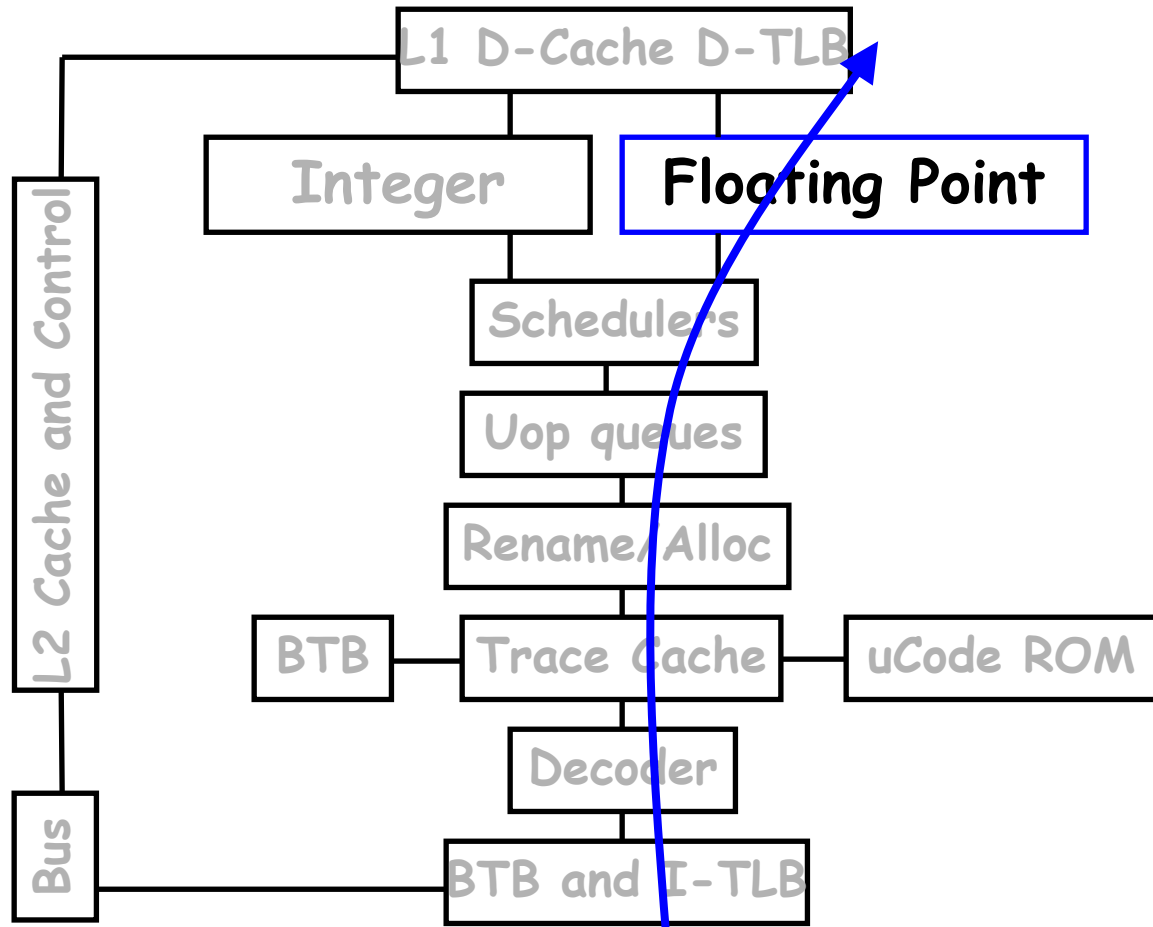 L1 D-Cache D-TLB
Integer
Floating Point
L2 Cache and Control
Schedulers
Uop queues
Rename/Alloc
BTB
Trace Cache
uCode ROM
Decoder
Bus
BTB and I-TLB